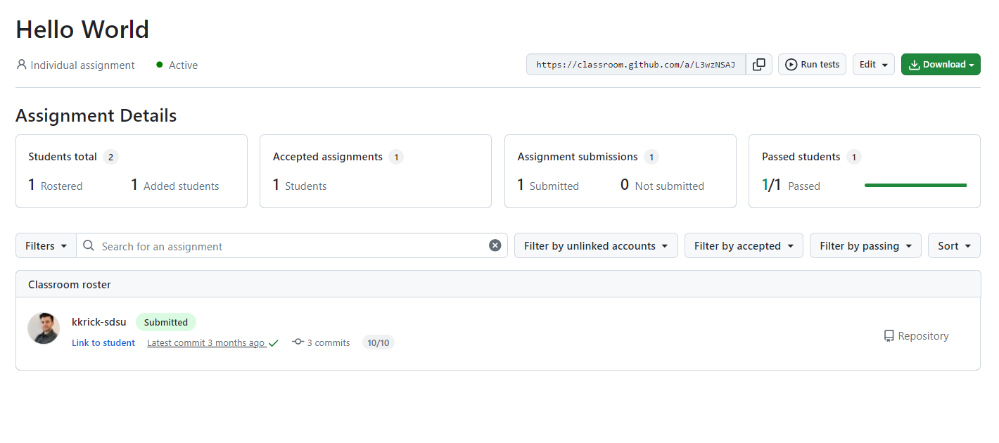 Hello World
Individual assignment Active https://classroom.github.com/a/L3wzNSAJ Run tests Edit Download
Assignment Details
Students total 2 Accepted assignments 1 Assignment submissions 1 Passed students 1
1 Rostered 1 Added students 1 Students 1 Submitted 0 Not submitted 1/1 Passed
Filters Search for an assignment Filter by unlinked accounts Filter by accepted Filter by passing Sort
Classroom roster
kkrick-sdsu Submitted
Link to student Latest commit 3 months ago 3 commits 10/10 Repository